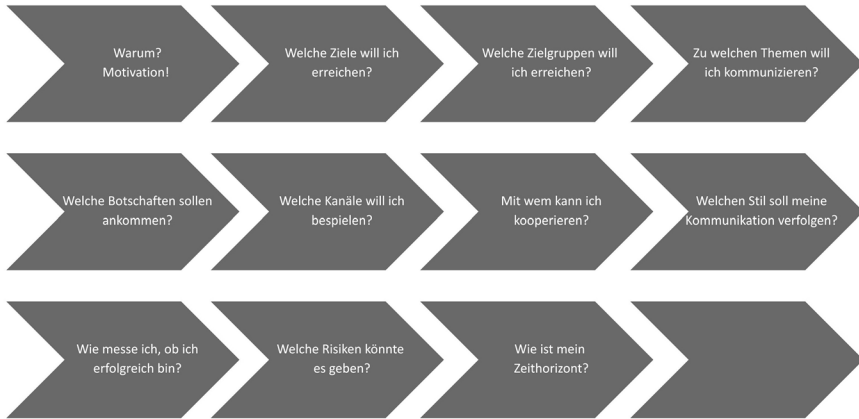 Warum?
Motivation!
Welche Ziele will ich
erreichen?
Welche Zielgruppen will
ich erreichen?
Zu welchen Themen will
ich kommunizieren?
Welche Botschaften sollen
ankommen?
Welche Kanäle will ich
bespielen?
Mit wem kann ich
kooperieren?
Welchen Stil soll meine
Kommunikation verfolgen?
Wie messe ich, ob ich
erfolgreich bin?
Welche Risiken könnte
es geben?
Wie ist mein
Zeithorizont?